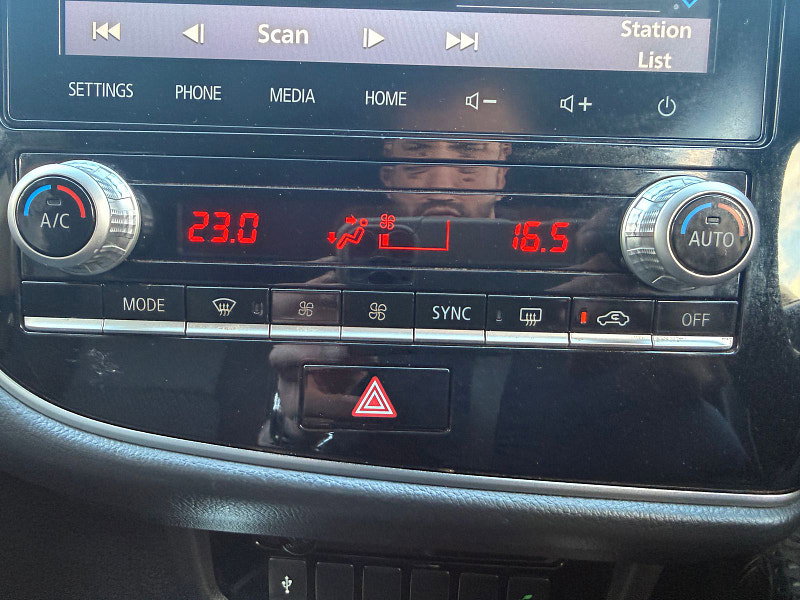 Scan
Station
List
SETTINGS PHONE MEDIA HOME
A/C 23.0 16.5 AUTO
MODE SYNC OFF